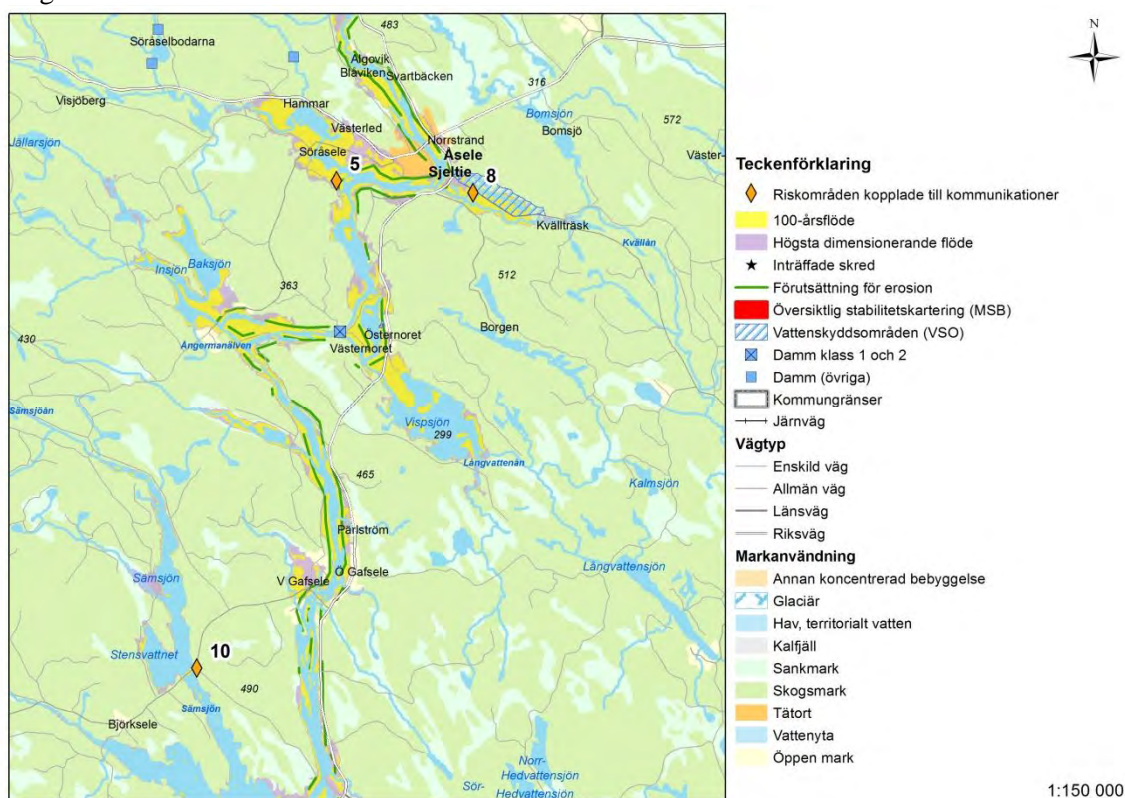 483
Söråselbodarna
Älgovik
Blåviken
Svartbäcken
316
Visjöberg
Hammar
Bomsjön
Bomsjö
572
Västerled
Norrstrand
Jällarsjön
Söråsele
5
Åsele
Sjeltie
8
Väster-
Kvällträsk
Kvällån
Insjön
Baksjön
512
363
Borgen
430
Östernoret
Västernoret
Ångermanälven
Sämsjöån
Vispsjön
299
Långvattenån
465
Kalmsjön
Pärlström
Långvattensjön
V Gafsele
Ö Gafsele
Sämsjön
10
Stensvattnet
490
Sämsjön
Björksele
Norr-
Hedvattensjön
Sör-
Hedvattensjön
N
Teckenförklaring
Riskområden kopplade till kommunikationer
100-årsflöde
Högsta dimensionerande flöde
Inträffade skred
Förutsättning för erosion
Översiktlig stabilitetskartering (MSB)
Vattenskyddsområden (VSO)
Damm klass 1 och 2
Damm (övriga)
Kommungränser
Järnväg
Vägtyp
Enskild väg
Allmän väg
Länsväg
Riksväg
Markanvändning
Annan koncentrerad bebyggelse
Glaciär
Hav, territorialt vatten
Kalfjäll
Sankmark
Skogsmark
Tätort
Vattenyta
Öppen mark
1:150 000